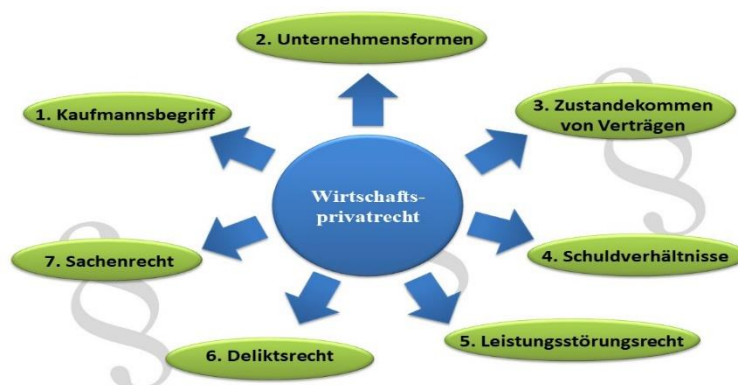 2. Unternehmensformen
1. Kaufmannsbegriff
3. Zustandekommen
von Verträgen
Wirtschafts-
privatrecht
7. Sachenrecht
4. Schuldverhältnisse
6. Deliktsrecht
5. Leistungsstörungsrecht
§
§
§